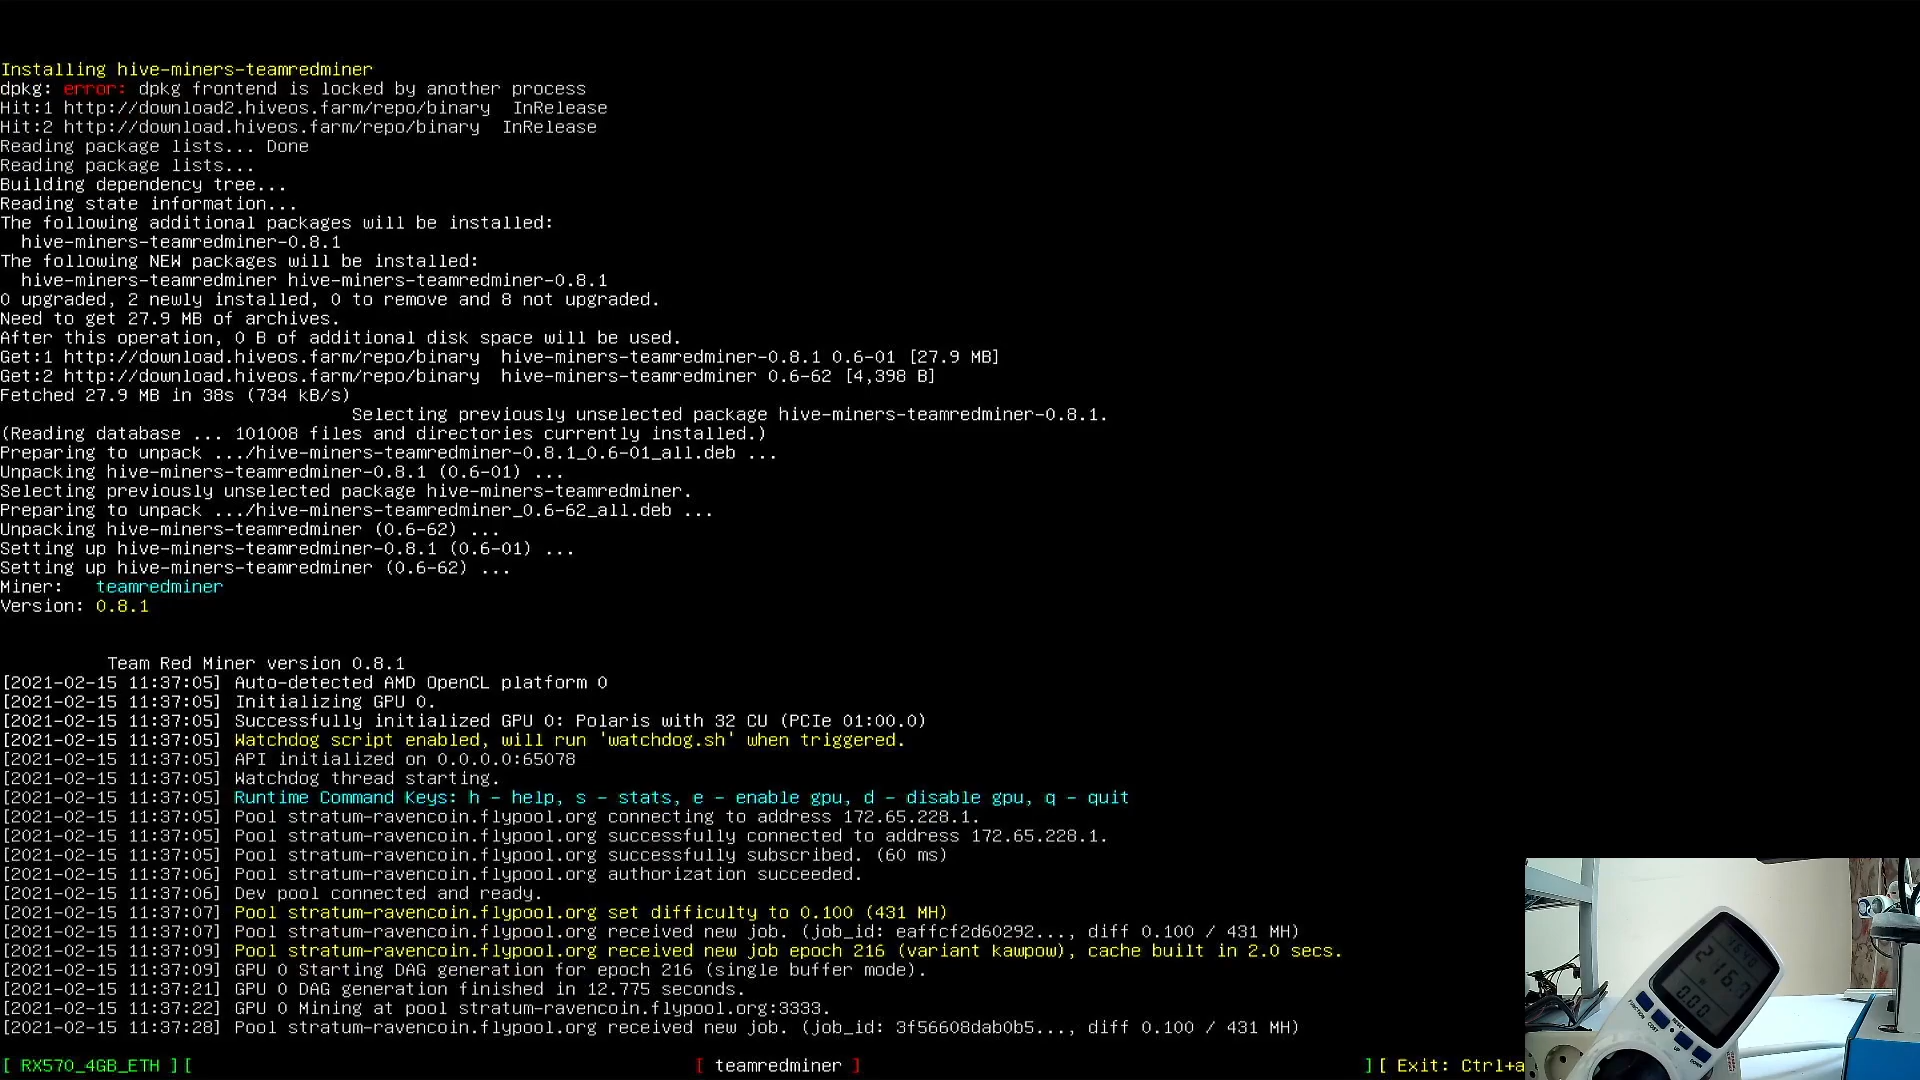 Installing hive-miners-teamredminer
dpkg: error: dpkg frontend is locked by another process
Hit:1 http://download2.hiveos.farm/repo/binary  InRelease
Hit:2 http://download.hiveos.farm/repo/binary  InRelease
Reading package lists... Done
Reading package lists...
Building dependency tree...
Reading state information...
The following additional packages will be installed:
  hive-miners-teamredminer-0.8.1
The following NEW packages will be installed:
  hive-miners-teamredminer hive-miners-teamredminer-0.8.1
0 upgraded, 2 newly installed, 0 to remove and 8 not upgraded.
Need to get 27.9 MB of archives.
After this operation, 0 B of additional disk space will be used.
Get:1 http://download.hiveos.farm/repo/binary  hive-miners-teamredminer-0.8.1 0.6-01 [27.9 MB]
Get:2 http://download.hiveos.farm/repo/binary  hive-miners-teamredminer 0.6-62 [4,398 B]
Fetched 27.9 MB in 38s (734 kB/s)
Selecting previously unselected package hive-miners-teamredminer-0.8.1.
(Reading database ... 101008 files and directories currently installed.)
Preparing to unpack .../hive-miners-teamredminer-0.8.1_0.6-01_all.deb ...
Unpacking hive-miners-teamredminer-0.8.1 (0.6-01) ...
Selecting previously unselected package hive-miners-teamredminer.
Preparing to unpack .../hive-miners-teamredminer_0.6-62_all.deb ...
Unpacking hive-miners-teamredminer (0.6-62) ...
Setting up hive-miners-teamredminer-0.8.1 (0.6-01) ...
Setting up hive-miners-teamredminer (0.6-62) ...
Miner:   teamredminer
Version: 0.8.1
Team Red Miner version 0.8.1
[2021-02-15 11:37:05] Auto-detected AMD OpenCL platform 0
[2021-02-15 11:37:05] Initializing GPU 0.
[2021-02-15 11:37:05] Successfully initialized GPU 0: Polaris with 32 CU (PCIe 01:00.0)
[2021-02-15 11:37:05] Watchdog script enabled, will run 'watchdog.sh' when triggered.
[2021-02-15 11:37:05] API initialized on 0.0.0.0:65078
[2021-02-15 11:37:05] Watchdog thread starting.
[2021-02-15 11:37:05] Runtime Command Keys: h - help, s - stats, e - enable gpu, d - disable gpu, q - quit
[2021-02-15 11:37:05] Pool stratum-ravencoin.flypool.org connecting to address 172.65.228.1.
[2021-02-15 11:37:05] Pool stratum-ravencoin.flypool.org successfully connected to address 172.65.228.1.
[2021-02-15 11:37:05] Pool stratum-ravencoin.flypool.org successfully subscribed. (60 ms)
[2021-02-15 11:37:06] Pool stratum-ravencoin.flypool.org authorization succeeded.
[2021-02-15 11:37:06] Dev pool connected and ready.
[2021-02-15 11:37:07] Pool stratum-ravencoin.flypool.org set difficulty to 0.100 (431 MH)
[2021-02-15 11:37:07] Pool stratum-ravencoin.flypool.org received new job. (job_id: eaffcf2d60292..., diff 0.100 / 431 MH)
[2021-02-15 11:37:09] Pool stratum-ravencoin.flypool.org received new job epoch 216 (variant kawpow), cache built in 2.0 secs.
[2021-02-15 11:37:09] GPU 0 Starting DAG generation for epoch 216 (single buffer mode).
[2021-02-15 11:37:21] GPU 0 DAG generation finished in 12.775 seconds.
[2021-02-15 11:37:22] GPU 0 Mining at pool stratum-ravencoin.flypool.org:3333.
[2021-02-15 11:37:28] Pool stratum-ravencoin.flypool.org received new job. (job_id: 3f56608dab0b5..., diff 0.100 / 431 MH)
[ RX570_4GB_ETH ][ [ teamredminer ] ][ Exit: Ctrl+a
216.7
0.00
FUNCTION
COST
RESET
UP
DOWN